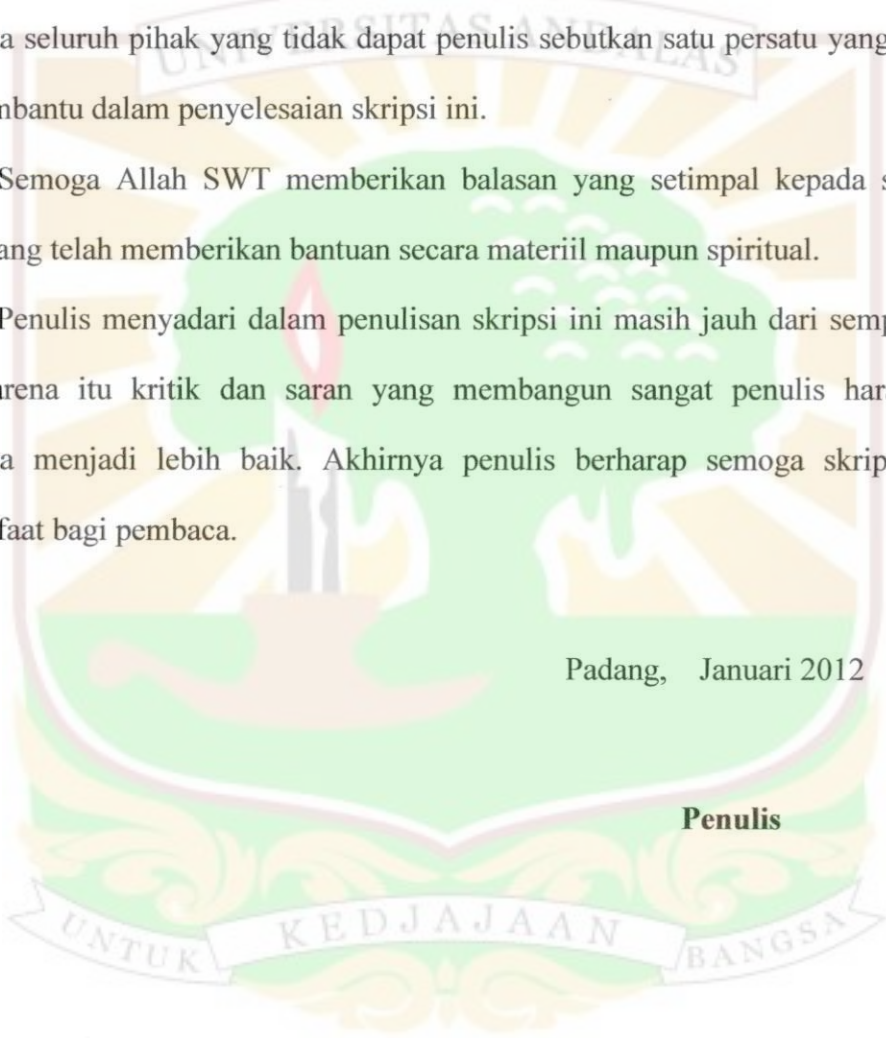 UNIVERSITAS ANDALAS
a seluruh pihak yang tidak dapat penulis sebutkan satu persatu yang
nbantu dalam penyelesaian skripsi ini.
Semoga Allah SWT memberikan balasan yang setimpal kepada s
ang telah memberikan bantuan secara materiil maupun spiritual.
Penulis menyadari dalam penulisan skripsi ini masih jauh dari semp
rena itu kritik dan saran yang membangun sangat penulis har
a menjadi lebih baik. Akhirnya penulis berharap semoga skrip
faat bagi pembaca.
Padang, Januari 2012
Penulis
UNTUK KEDJAJAAN BANGSA